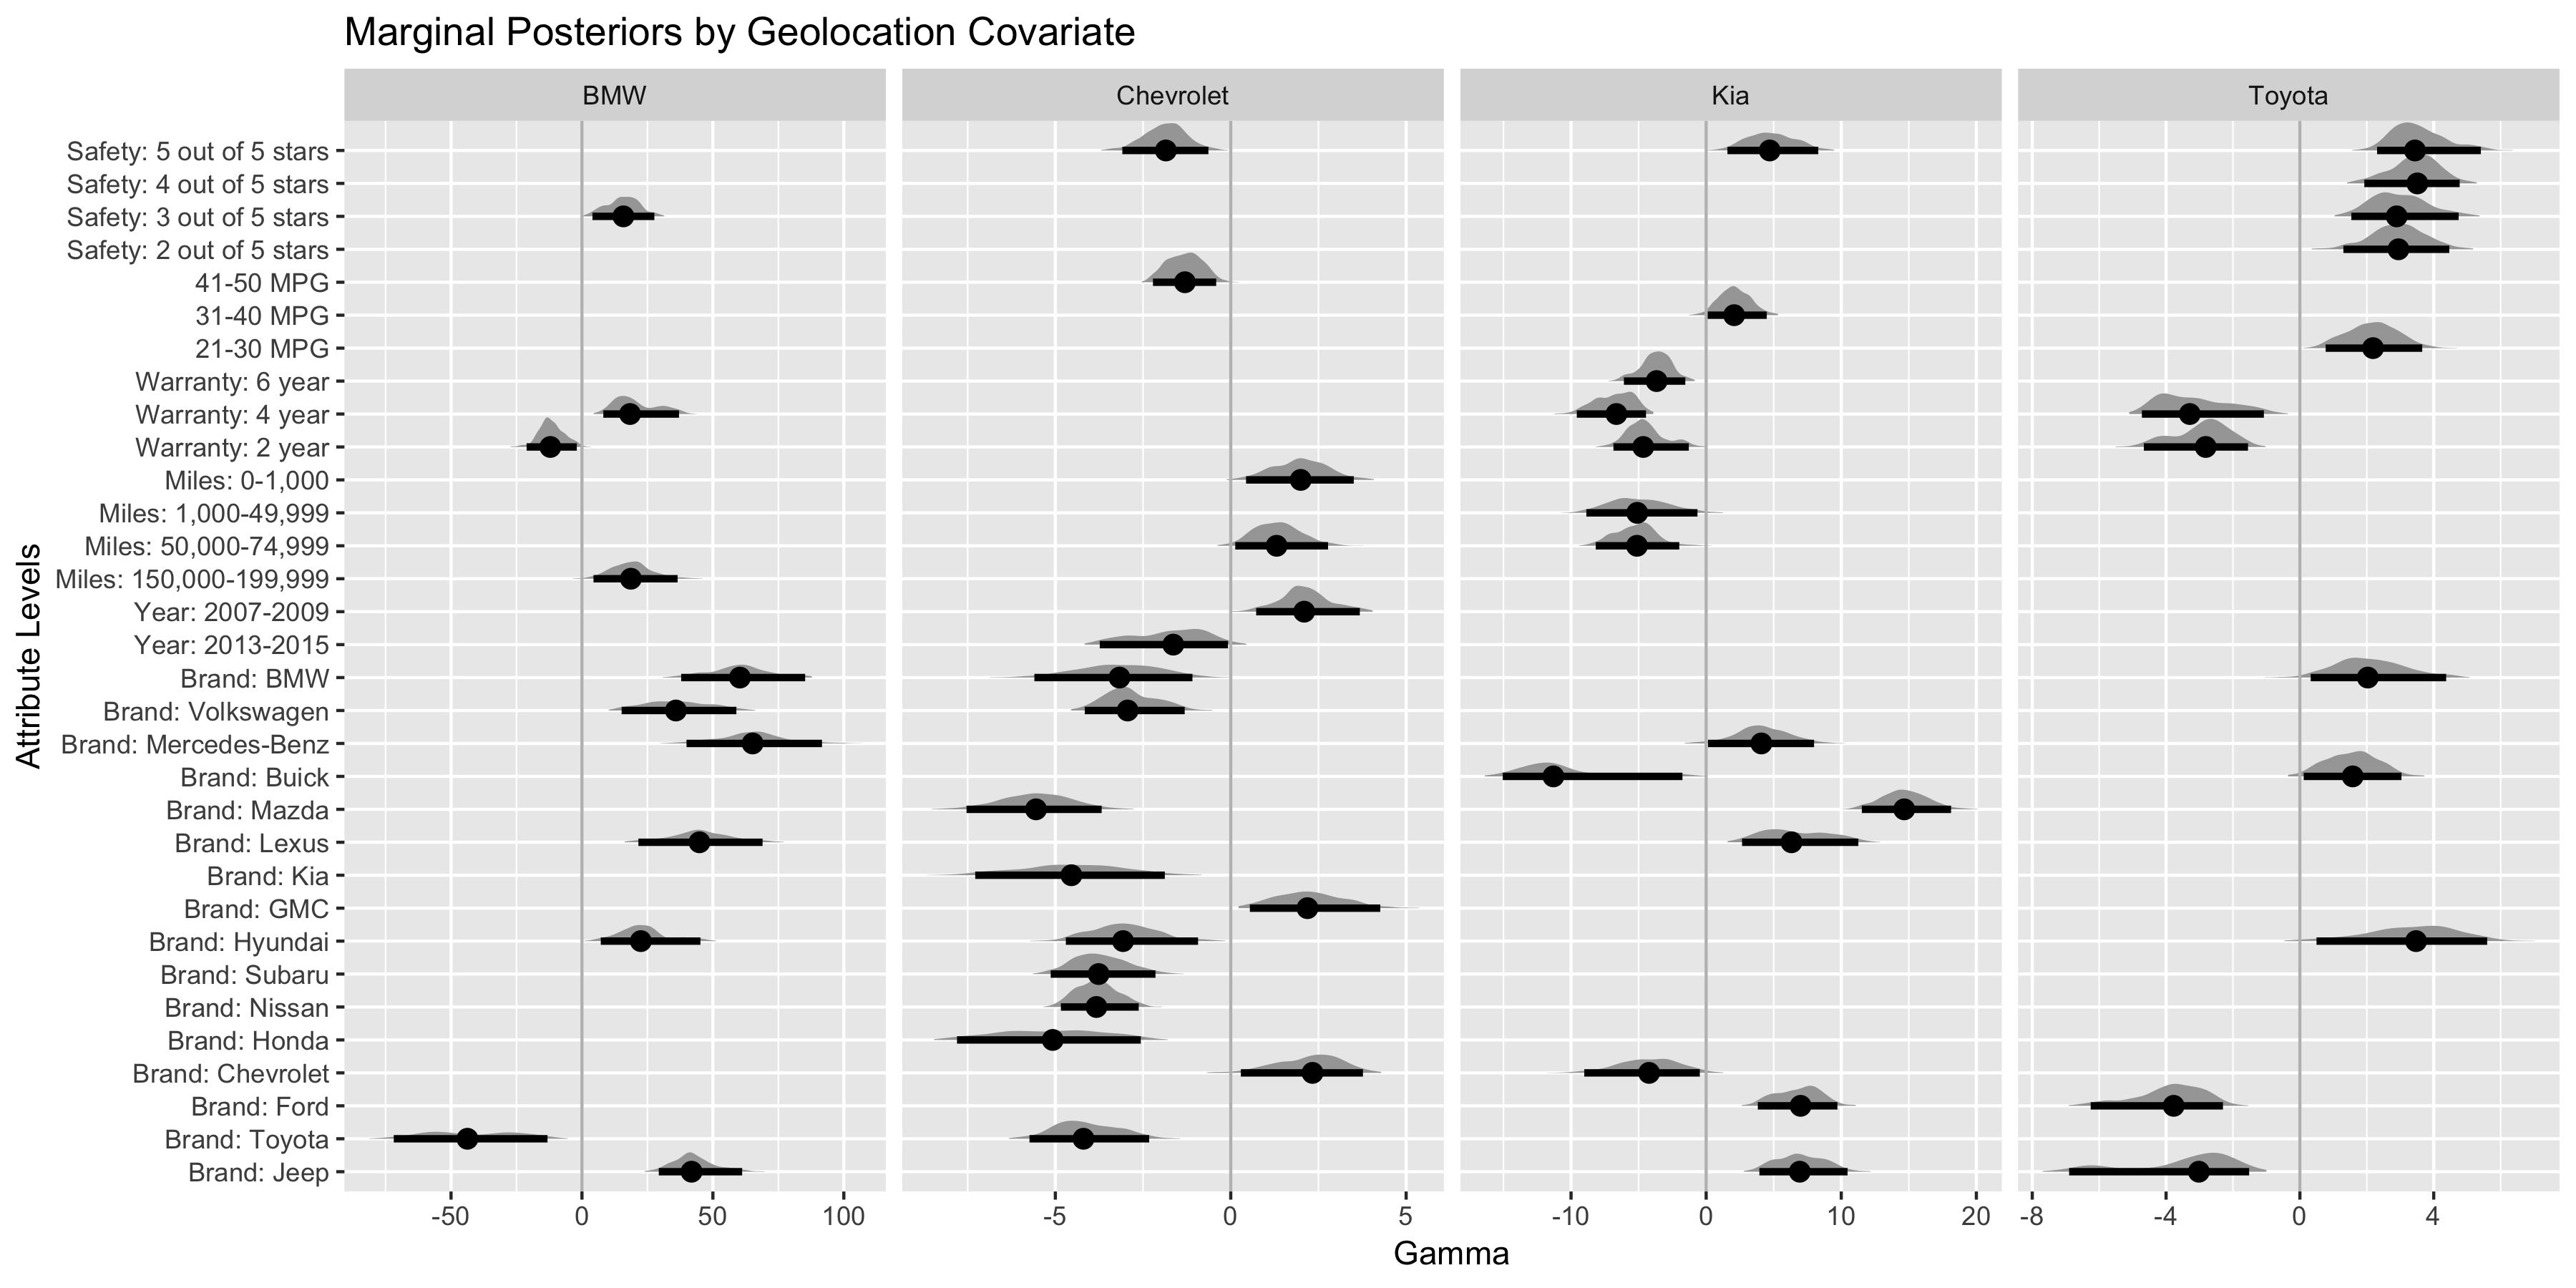 Marginal Posteriors by Geolocation Covariate
BMW
Chevrolet
Kia
Toyota
Attribute Levels
Safety: 5 out of 5 stars
Safety: 4 out of 5 stars
Safety: 3 out of 5 stars
Safety: 2 out of 5 stars
41-50 MPG
31-40 MPG
21-30 MPG
Warranty: 6 year
Warranty: 4 year
Warranty: 2 year
Miles: 0-1,000
Miles: 1,000-49,999
Miles: 50,000-74,999
Miles: 150,000-199,999
Year: 2007-2009
Year: 2013-2015
Brand: BMW
Brand: Volkswagen
Brand: Mercedes-Benz
Brand: Buick
Brand: Mazda
Brand: Lexus
Brand: Kia
Brand: GMC
Brand: Hyundai
Brand: Subaru
Brand: Nissan
Brand: Honda
Brand: Chevrolet
Brand: Ford
Brand: Toyota
Brand: Jeep
-50 0 50 100
-5 0 5
-10 0 10 20
-8 -4 0 4
Gamma